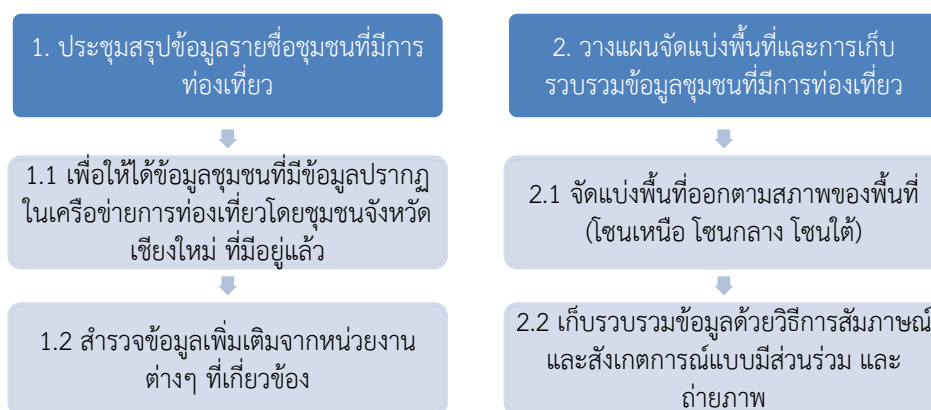 1. ประชุมสรุปข้อมูลรายชื่อชุมชนที่มีการ
ท่องเที่ยว
1.1 เพื่อให้ได้ข้อมูลชุมชนที่มีข้อมูลปรากฏ
ในเครือข่ายการท่องเที่ยวโดยชุมชนจังหวัด
เชียงใหม่ ที่มีอยู่แล้ว
1.2 สำรวจข้อมูลเพิ่มเติมจากหน่วยงาน
ต่างๆ ที่เกี่ยวข้อง
2. วางแผนจัดแบ่งพื้นที่และการเก็บ
รวบรวมข้อมูลชุมชนที่มีการท่องเที่ยว
2.1 จัดแบ่งพื้นที่ออกตามสภาพของพื้นที่
(โซนเหนือ โซนกลาง โซนใต้)
2.2 เก็บรวบรวมข้อมูลด้วยวิธีการสัมภาษณ์
และสังเกตการณ์แบบมีส่วนร่วม และ
ถ่ายภาพ